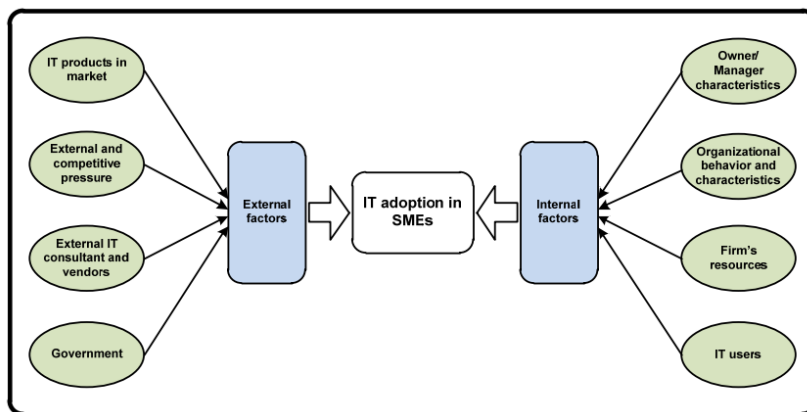 IT products in
market
External and
competitive
pressure
External IT
consultant and
vendors
Government
External
factors
IT adoption in
SMEs
Internal
factors
Owner/
Manager
characteristics
Organizational
behavior and
characteristics
Firm's
resources
IT users